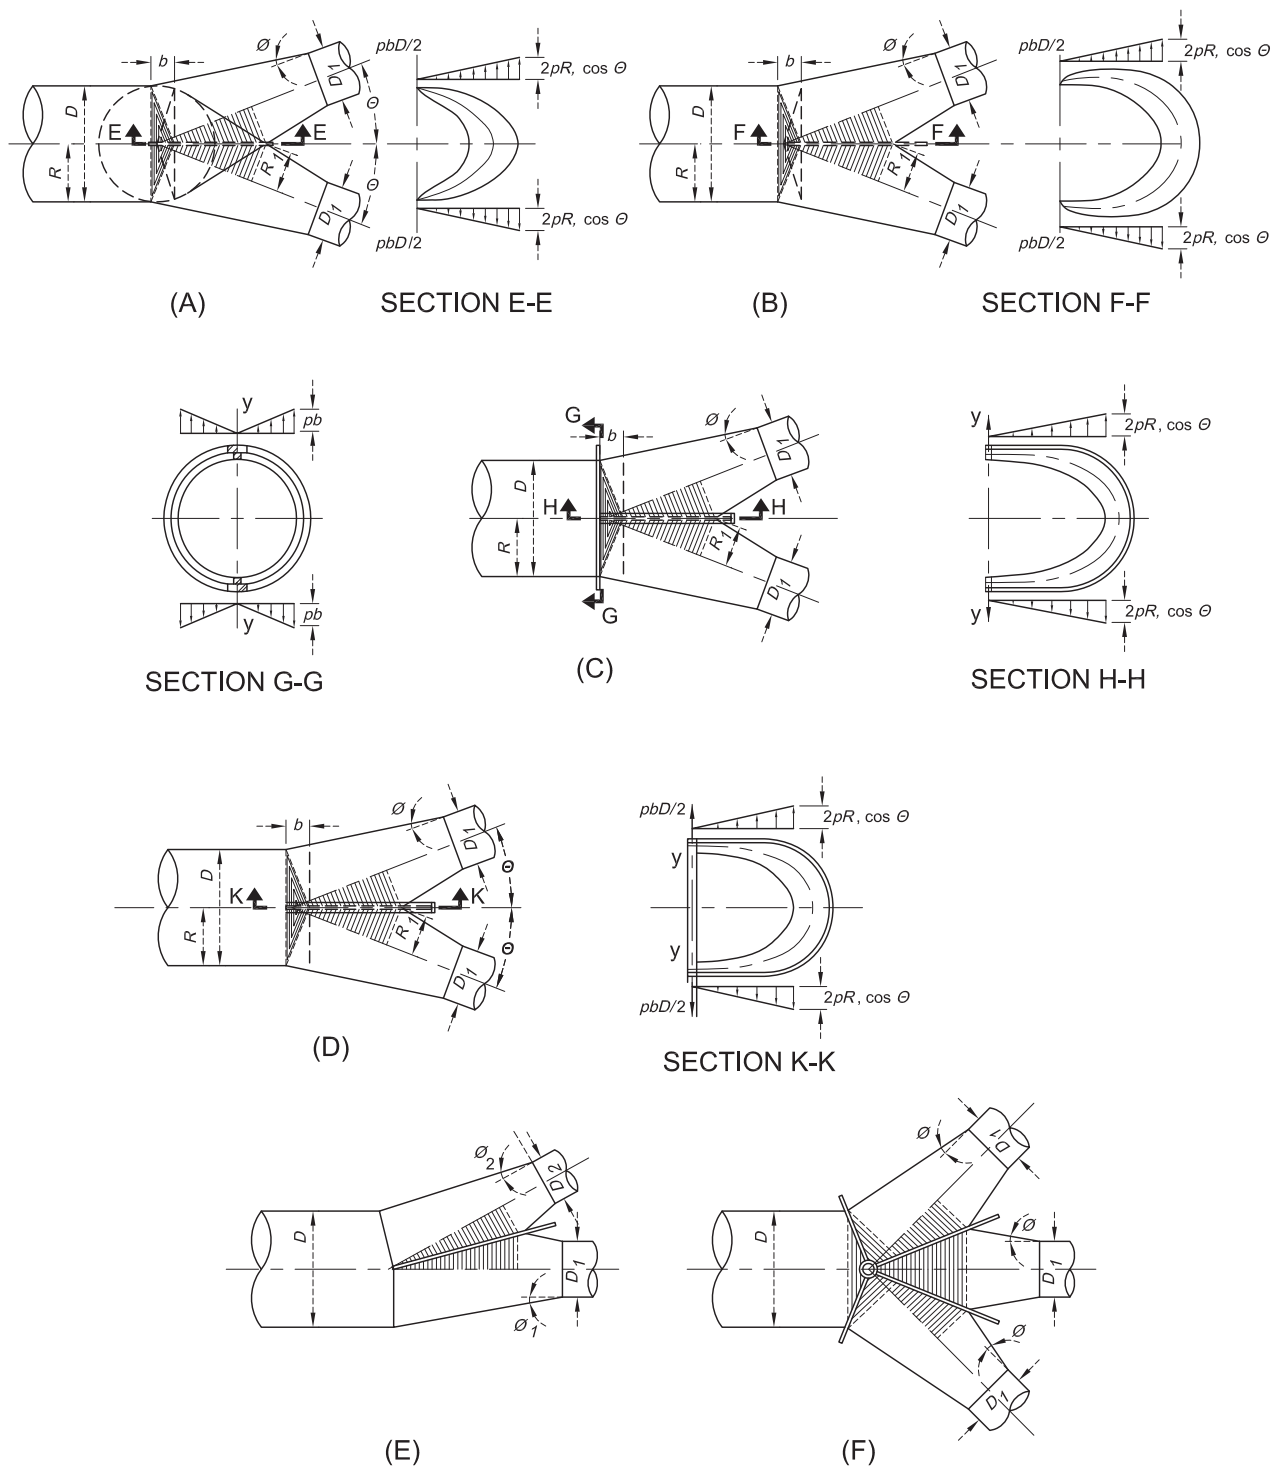 pbD/2
Ø
b
2pR, cos Θ
D1
D
E
E
Θ
R
R1
Θ
D1
2pR, cos Θ
pbD/2
(A)
SECTION E-E
pbD/2
Ø
b
2pR, cos Θ
D1
D
F
F
R
R1
D1
2pR, cos Θ
pbD/2
(B)
SECTION F-F
y
pb
y
pb
SECTION G-G
G
b
Ø
D1
D
H
H
R
R1
D1
G
(C)
y
2pR, cos Θ
y
2pR, cos Θ
SECTION H-H
b
Ø
D1
D
Θ
K
K
R
R1
Θ
D1
(D)
pbD/2
2pR, cos Θ
y
y
pbD/2
2pR, cos Θ
SECTION K-K
Ø2
D2
D
D1
Ø1
(E)
Ø
D1
D
Ø
D1
Ø
D1
(F)